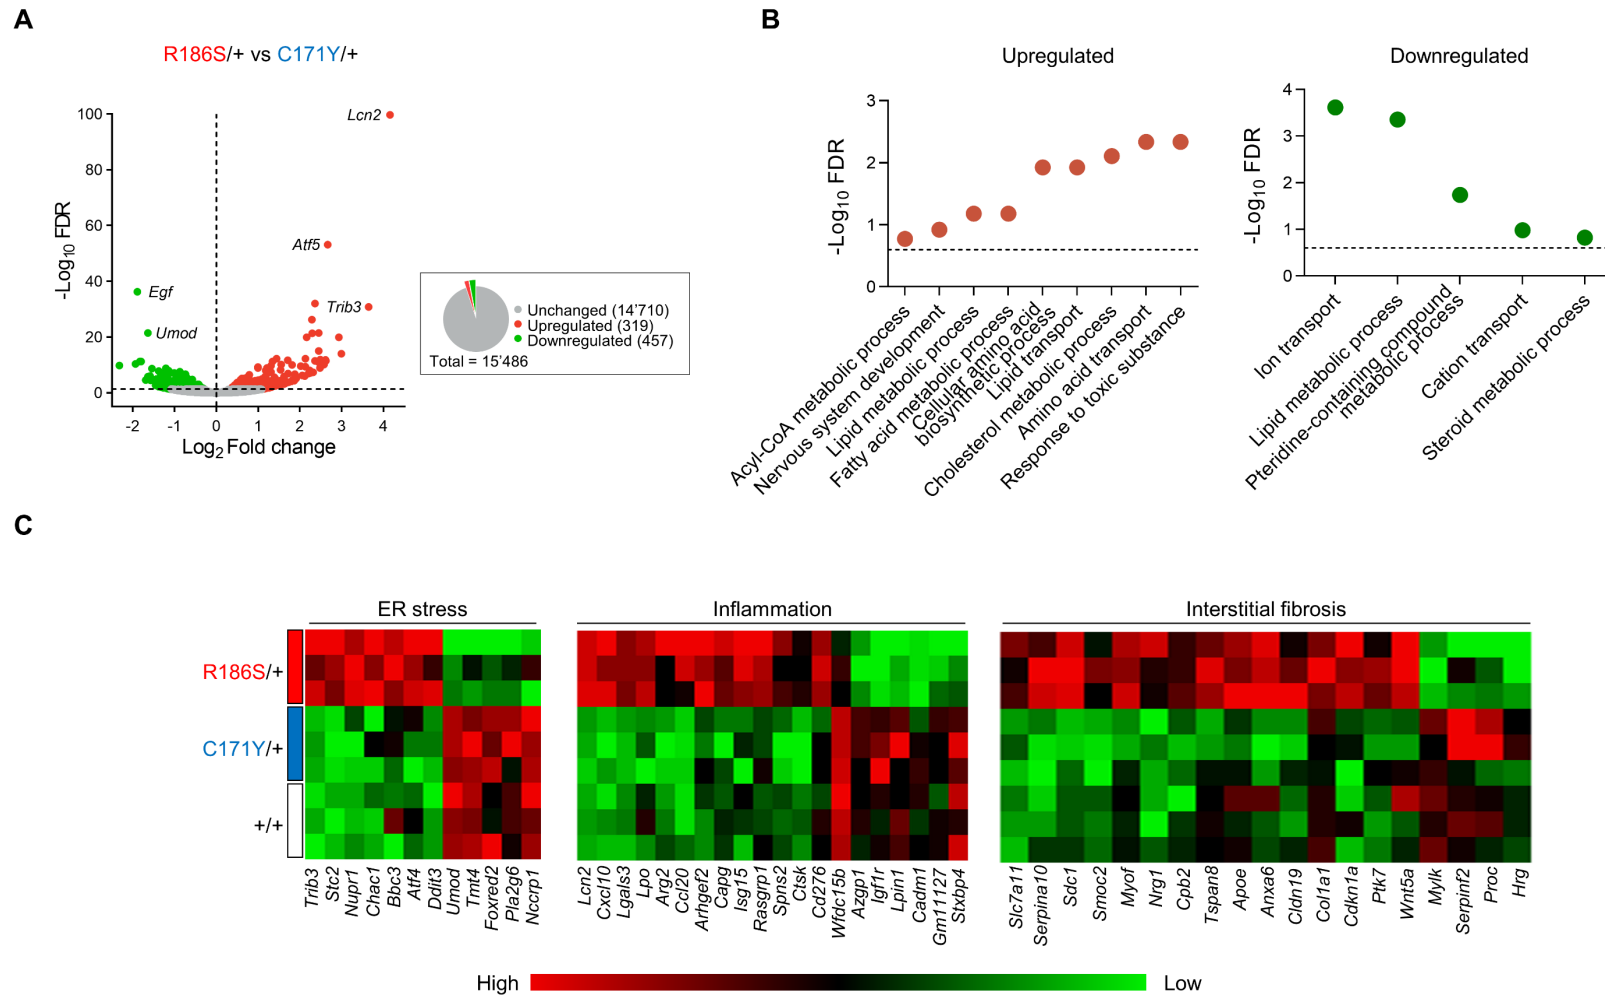 A
R186S/+ vs C171Y/+
-Log10 FDR
100
80
60
40
20
0
Lcn2
Atf5
Trib3
Egf
Umod
-2
-1
0
1
2
3
4
Log2 Fold change
Unchanged (14'710)
Upregulated (319)
Downregulated (457)
Total = 15'486
B
Upregulated
-Log10 FDR
3
2
1
0
Acyl-CoA metabolic process
Nervous system development
Lipid metabolic process
Fatty acid metabolic process
Cellular amino acid
biosynthetic process
Lipid transport
Cholesterol metabolic process
Amino acid transport
Response to toxic substance
Downregulated
-Log10 FDR
4
3
2
1
0
Ion transport
Lipid metabolic process
Pteridine-containing compound
metabolic process
Cation transport
Steroid metabolic process
C
ER stress
Inflammation
Interstitial fibrosis
R186S/+
C171Y/+
+/+
Trib3
Stc2
Nupr1
Chac1
Bbc3
Atf4
Ddit3
Umod
Tmt4
Foxred2
Pla2g6
Nccrp1
Lcn2
Cxcl10
Lgals3
Lpo
Arg2
Ccl20
Arhgef2
Capg
Isg15
Rasgrp1
Spns2
Ctsk
Cd276
Wfdc15b
Azgp1
Igf1r
Lpin1
Cadm1
Gm11127
Stxbp4
Slc7a11
Serpina10
Sdc1
Smoc2
Myof
Nrg1
Cpb2
Tspan8
Apoe
Anxa6
Cldn19
Col1a1
Cdkn1a
Ptk7
Wnt5a
Mylk
Serpinf2
Proc
Hrg
High
Low